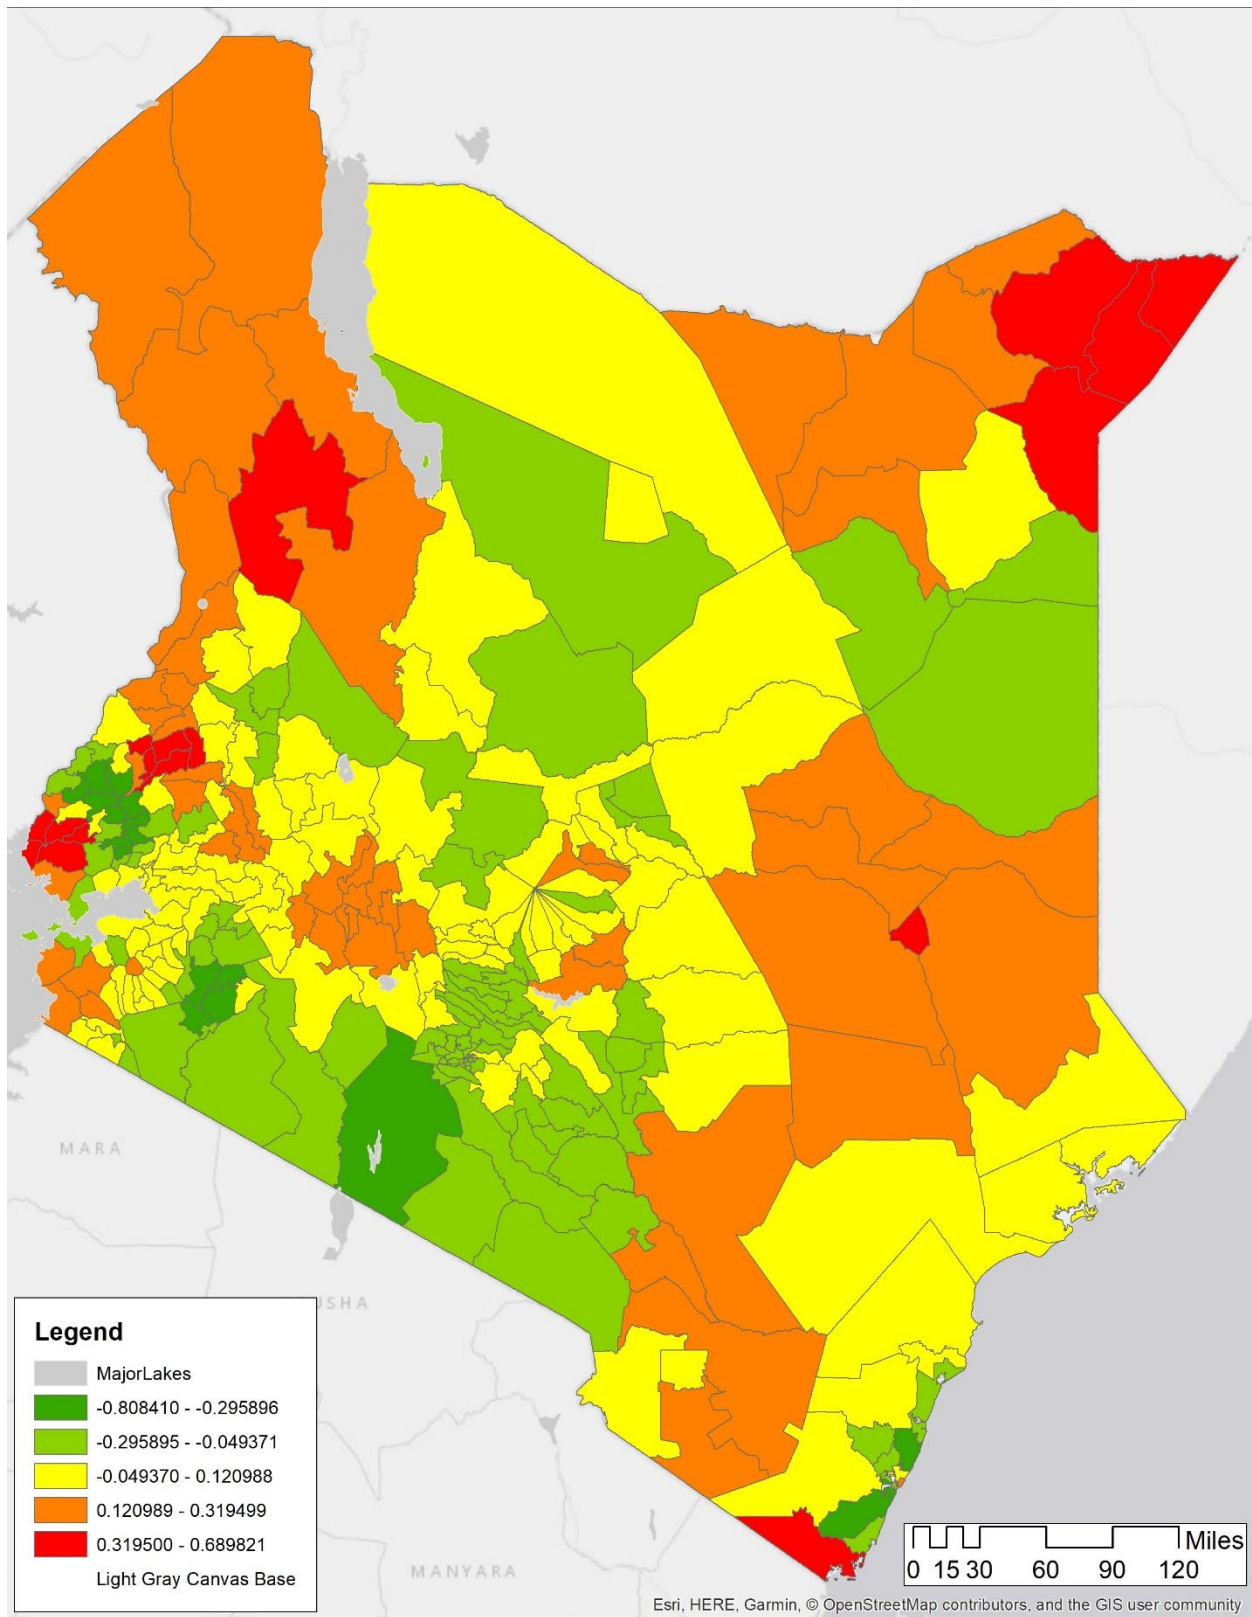 MARA
USHA
Legend
MajorLakes
-0.808410 - -0.295896
-0.295895 - -0.049371
-0.049370 - 0.120988
0.120989 - 0.319499
0.319500 - 0.689821
Light Gray Canvas Base
MANYARA
Miles
0 15 30 60 90 120
Esri, HERE, Garmin, © OpenStreetMap contributors, and the GIS user community